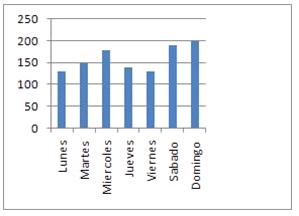 250
200
150
100
50
0
Lunes
Martes
Miercoles
Jueves
Viernes
Sabado
Domingo